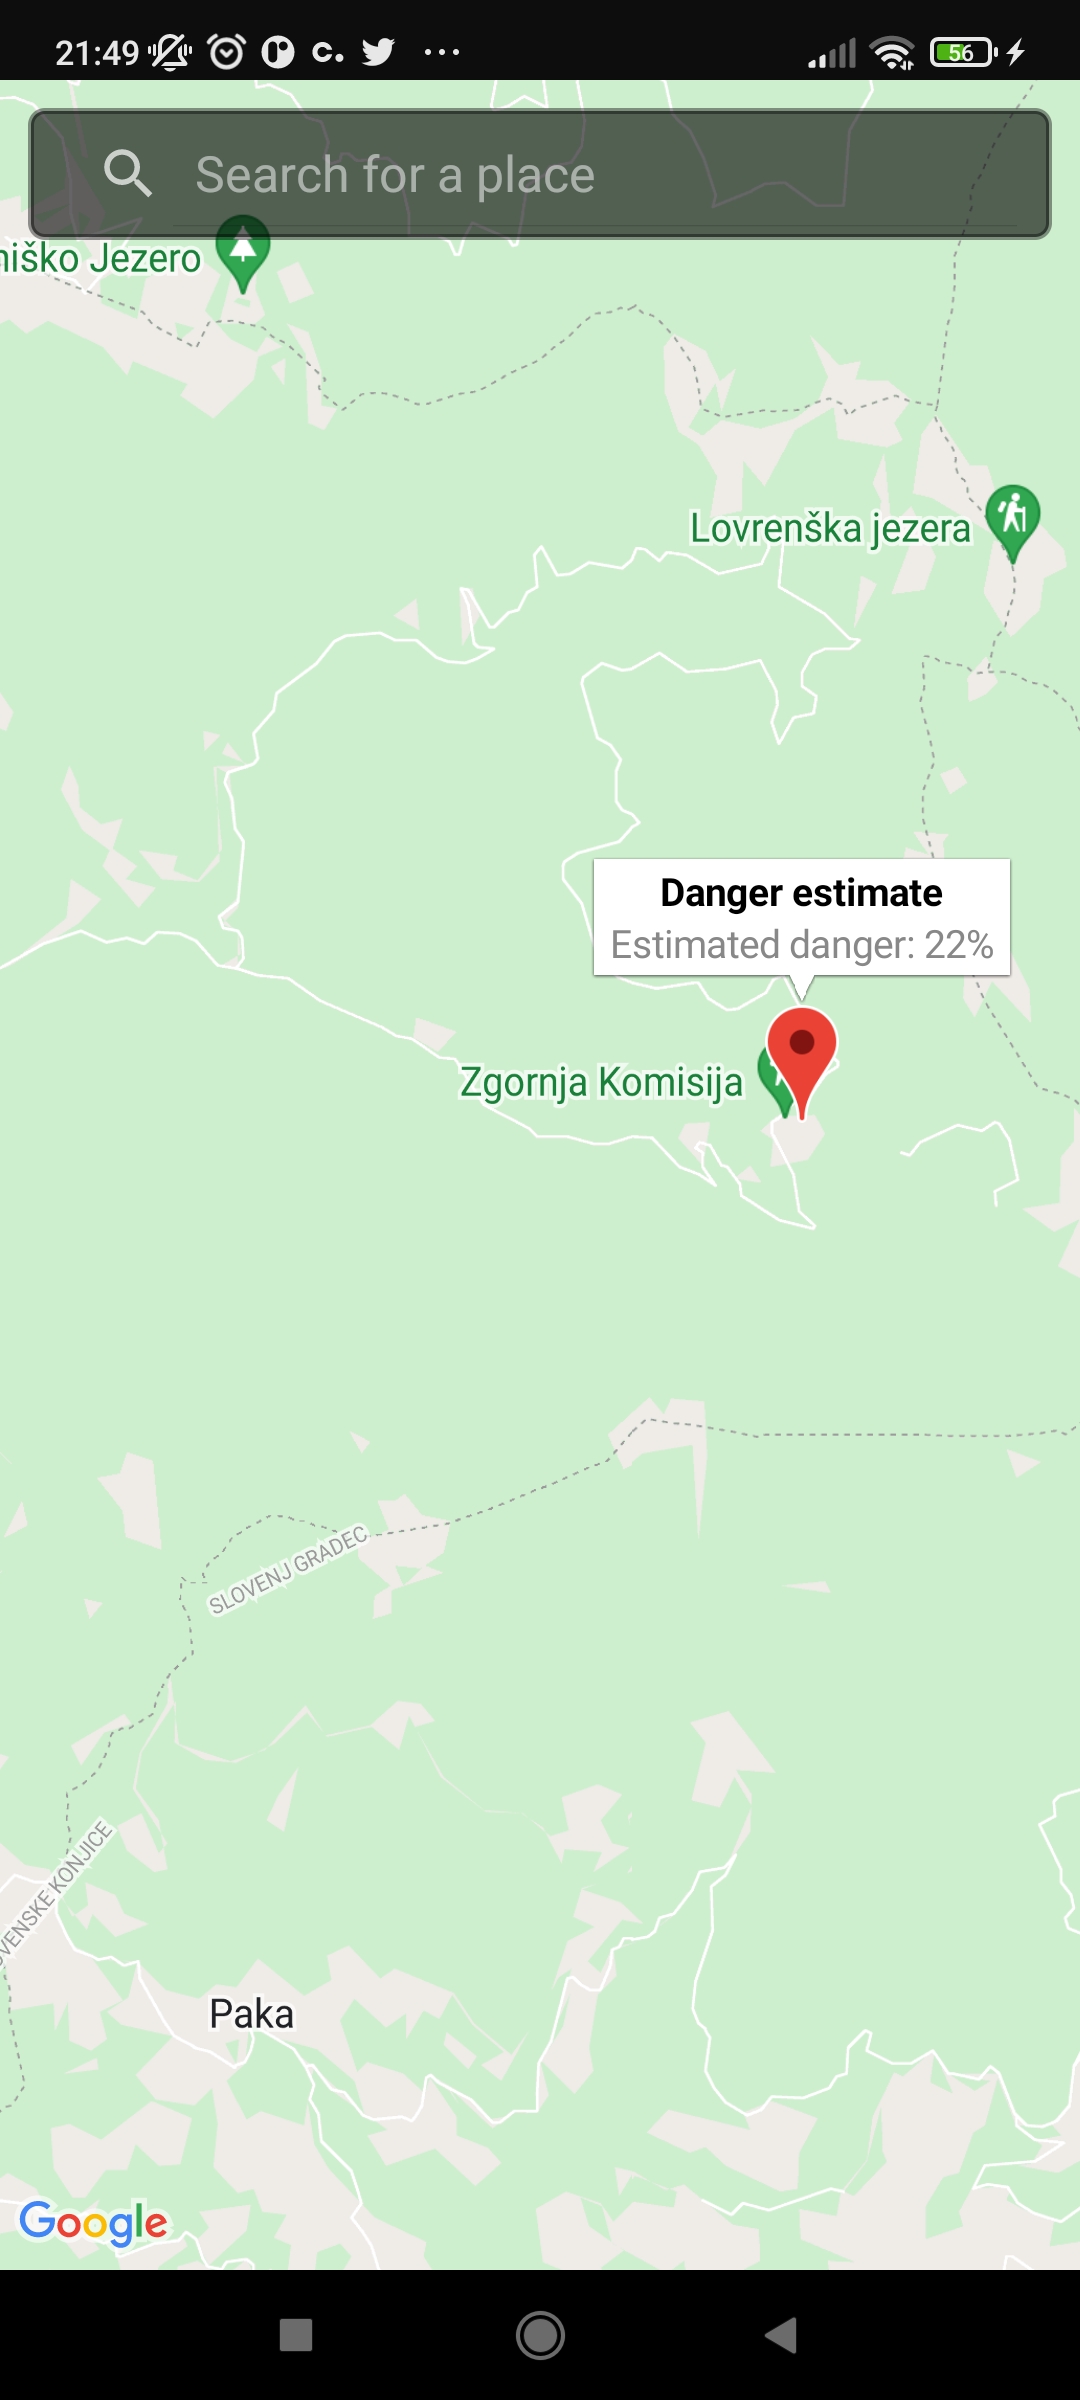 21:49
c.
56
Search for a place
niško Jezero
Lovrenška jezera
Danger estimate
Estimated danger: 22%
Zgornja Komisija
SLOVENJ GRADEC
VENSKE KONJICE
Paka
Google